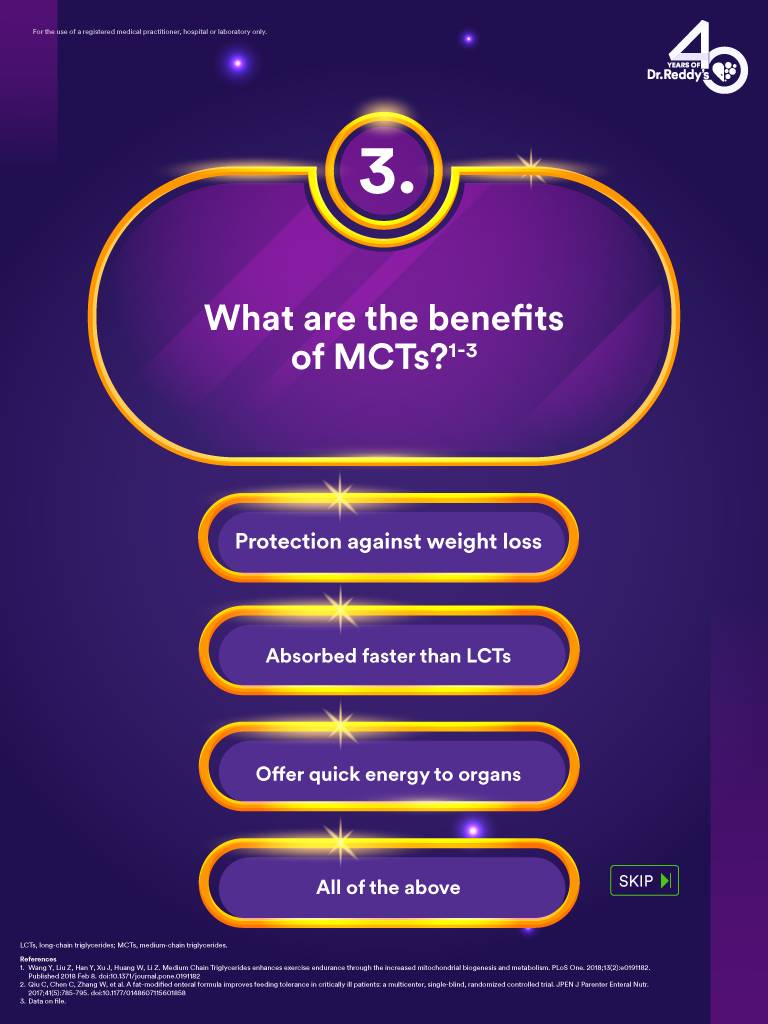 For the use of a registered medical practitioner, hospital or laboratory only.
40
YEARS OF
Dr.Reddy's
3.
What are the benefits
of MCTs?¹⁻³
Protection against weight loss
Absorbed faster than LCTs
Offer quick energy to organs
All of the above
SKIP
LCTs, long-chain triglycerides; MCTs, medium-chain triglycerides.
References
1. Wang Y, Liu Z, Han Y, Xu J, Huang W, Li Z. Medium Chain Triglycerides enhances exercise endurance through the increased mitochondrial biogenesis and metabolism. PLoS One. 2018;13(2):e0191182.
Published 2018 Feb 8. doi:10.1371/journal.pone.0191182
2. Qiu C, Chen C, Zhang W, et al. A fat-modified enteral formula improves feeding tolerance in critically ill patients: a multicenter, single-blind, randomized controlled trial. JPEN J Parenter Enteral Nutr.
2017;41(5):785-795. doi:10.1177/0148607115601858
3. Data on file.